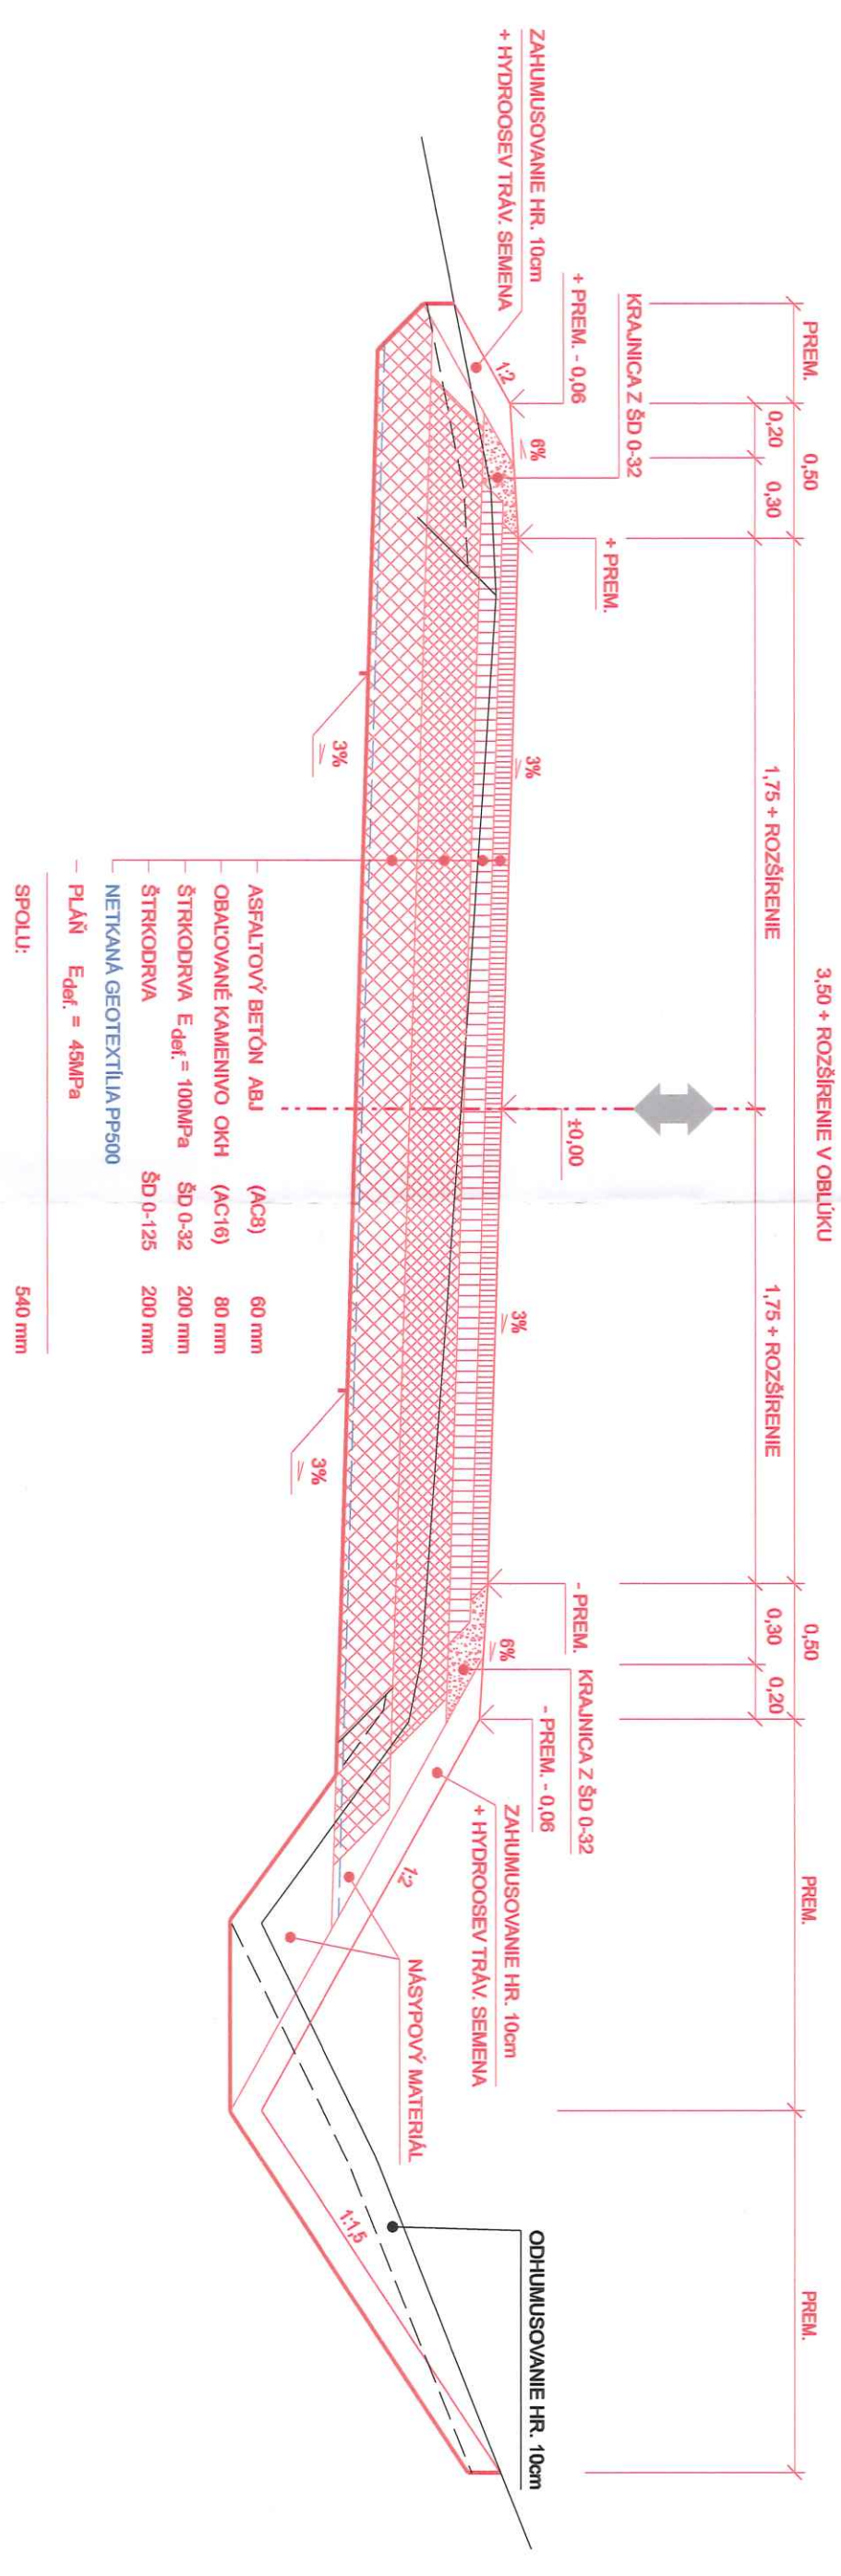 3,50 + ROZŠÍRENIE V OBLÚKU
PREM.
0,50
0,50
PREM.
PREM.
0,20
0,30
1,75 + ROZŠÍRENIE
1,75 + ROZŠÍRENIE
0,30
0,20
KRAJNICA Z ŠD 0-32
+ PREM.
+ PREM. - 0,06
±0,00
- PREM.
KRAJNICA Z ŠD 0-32
- PREM. - 0,06
ZAHUMUSOVANIE HR. 10cm
+ HYDROOSEV TRÁV. SEMENA
ZAHUMUSOVANIE HR. 10cm
+ HYDROOSEV TRÁV. SEMENA
ODHUMUSOVANIE HR. 10cm
1:2
6%
3%
3%
6%
1:2
1:1,5
NÁSYPOVÝ MATERIÁL
3%
3%
ASFALTOVÝ BETÓN ABJ (AC8) 60 mm
OBAĽOVANÉ KAMENIVO OKH (AC16) 80 mm
ŠTRKODRVA Edef. = 100MPa ŠD 0-32 200 mm
ŠTRKODRVA ŠD 0-125 200 mm
NETKANÁ GEOTEXTÍLIA PP500
PLÁŇ Edef. = 45MPa
SPOLU: 540 mm